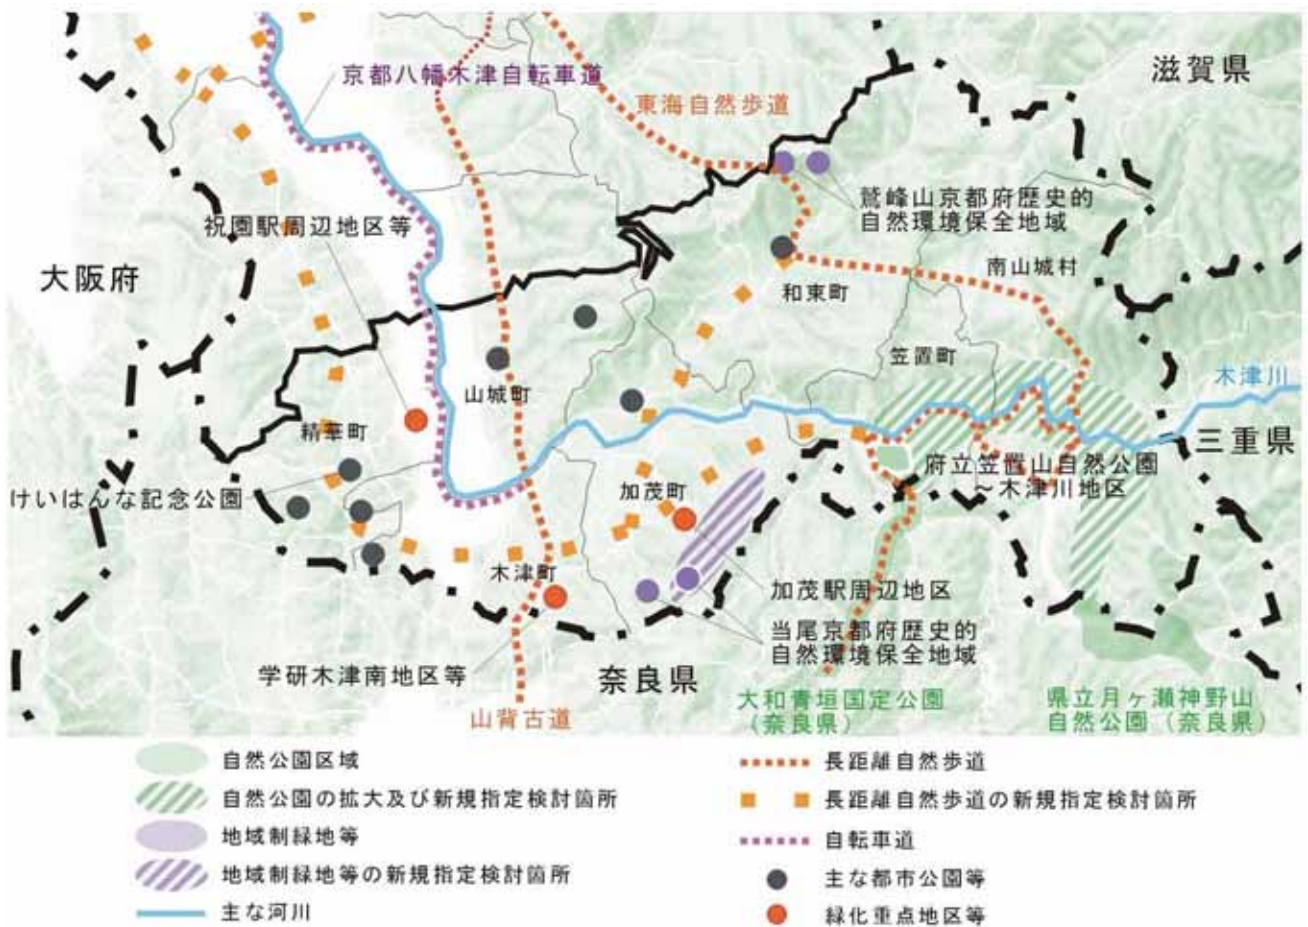 滋賀県
京都八幡木津自転車道
東海自然歩道
鷲峰山京都府歴史的
自然環境保全地域
祝園駅周辺地区等
大阪府
南山城村
和束町
笠置町
木津川
山城町
精華町
三重県
府立笠置山自然公園
～木津川地区
けいはんな記念公園
加茂町
木津町
加茂駅周辺地区
当尾京都府歴史的
自然環境保全地域
学研木津南地区等
奈良県
山背古道
大和青垣国定公園
（奈良県）
県立月ヶ瀬神野山
自然公園（奈良県）
自然公園区域
自然公園の拡大及び新規指定検討箇所
地域制緑地等
地域制緑地等の新規指定検討箇所
主な河川
長距離自然歩道
長距離自然歩道の新規指定検討箇所
自転車道
主な都市公園等
緑化重点地区等